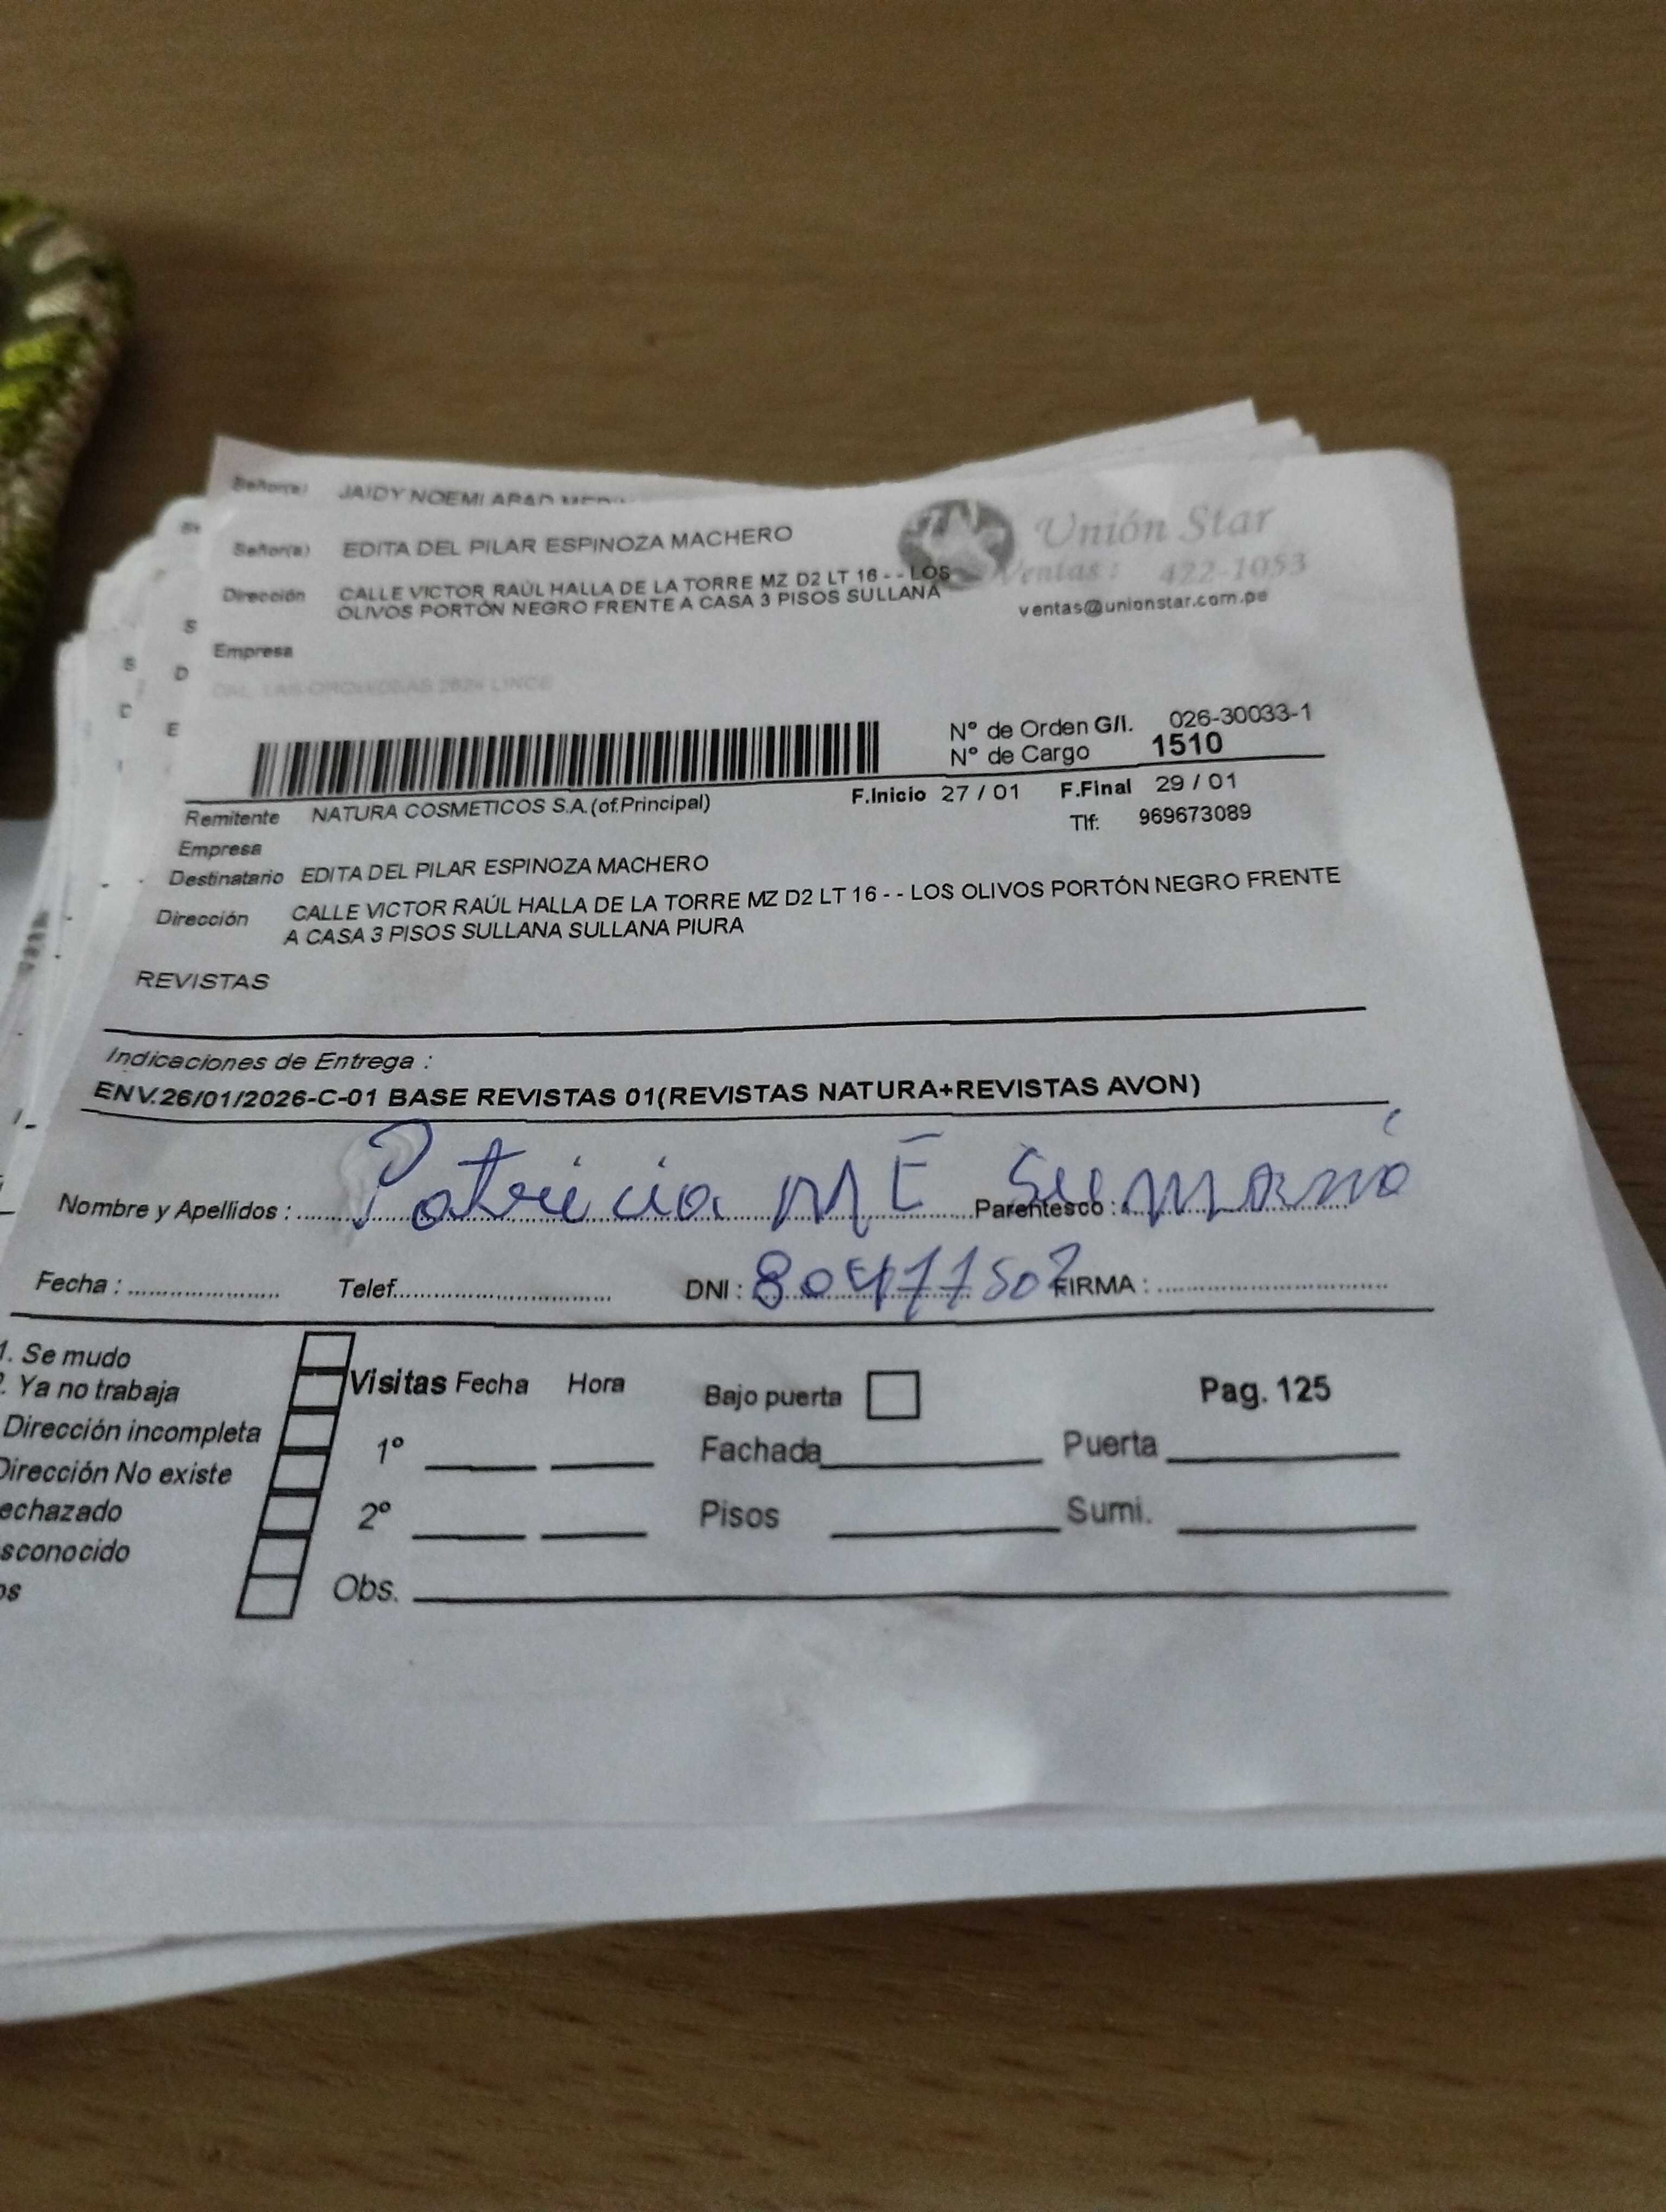 Señor(a) JAIDY NOEMI
Señor(a) EDITA DEL PILAR ESPINOZA MACHERO
Unión Star
Ventas: 422-1053
ventas@unionstar.com.pe
Dirección CALLE VICTOR RAÚL HALLA DE LA TORRE MZ D2 LT 16 - - LOS
OLIVOS PORTÓN NEGRO FRENTE A CASA 3 PISOS SULLANA
Empresa
Nº de Orden G/I. 026-30033-1
Nº de Cargo 1510
Remitente NATURA COSMETICOS S.A.(of.Principal) F.Inicio 27 / 01 F.Final 29 / 01
Empresa Tlf: 969673089
Destinatario EDITA DEL PILAR ESPINOZA MACHERO
Dirección CALLE VICTOR RAÚL HALLA DE LA TORRE MZ D2 LT 16 - - LOS OLIVOS PORTÓN NEGRO FRENTE
A CASA 3 PISOS SULLANA SULLANA PIURA
REVISTAS
Indicaciones de Entrega :
ENV.26/01/2026-C-01 BASE REVISTAS 01(REVISTAS NATURA+REVISTAS AVON)
Nombre y Apellidos : Patricia M Parentesco :
Fecha : Telef. DNI : FIRMA :
1. Se mudo
. Ya no trabaja
Dirección incompleta
Dirección No existe
echazado
sconocido
os
Visitas Fecha Hora Bajo puerta Pag. 125
1º Fachada Puerta
2º Pisos Sumi.
Obs.